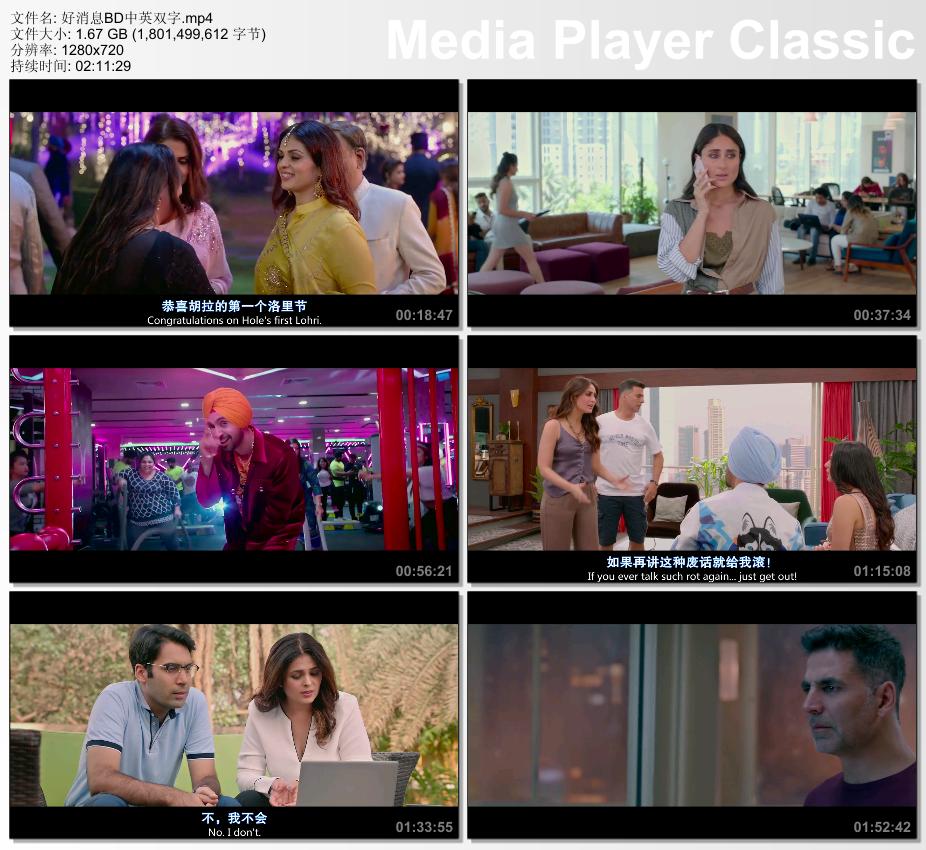 文件名: 好消息BD中英双字.mp4
文件大小: 1.67 GB (1,801,499,612 字节)
分辨率: 1280x720
持续时间: 02:11:29
Media Player Classic
恭喜胡拉的第一个洛里节
Congratulations on Hole's first Lohri.
00:18:47
00:37:34
00:56:21
如果再讲这种废话就给我滚!
If you ever talk such rot again... just get out!
01:15:08
不，我不会
No. I don't.
01:33:55
01:52:42